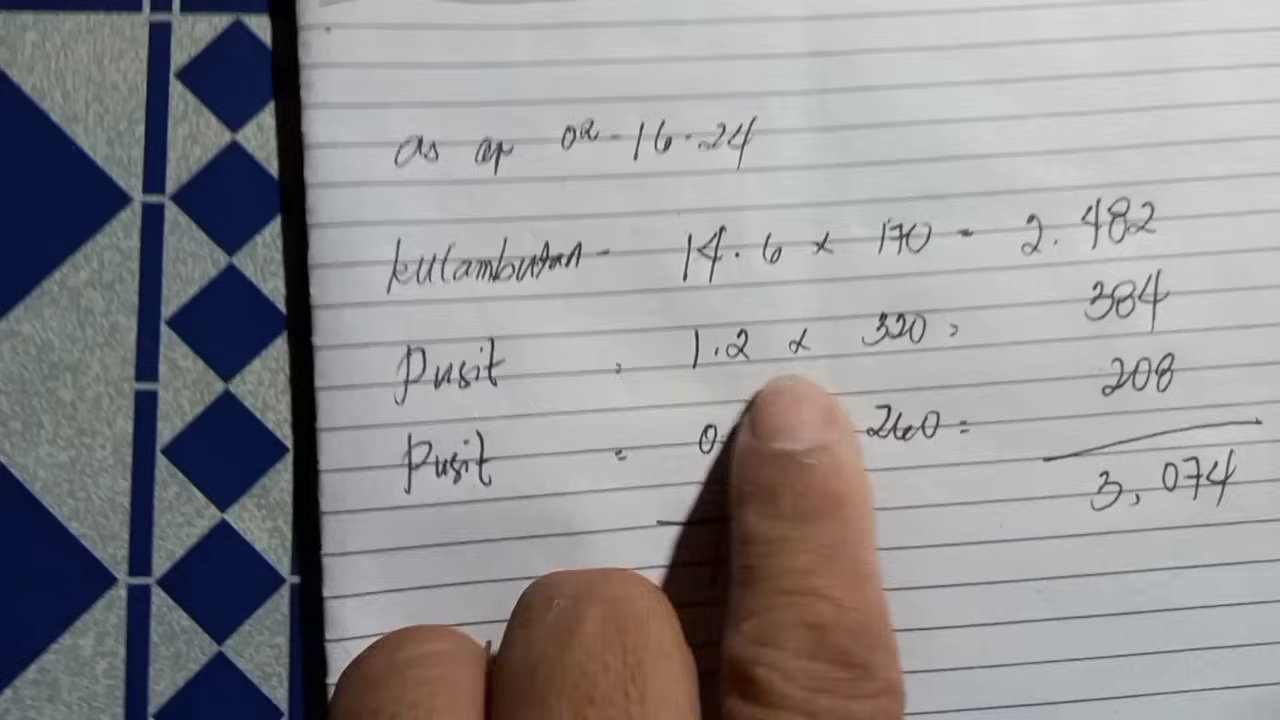 as of 02-16-24
kulambutan - 14.6 x 170 = 2.482
Pusit = 1.2 x 320 = 384
Pusit = 0 260 = 208
3,074